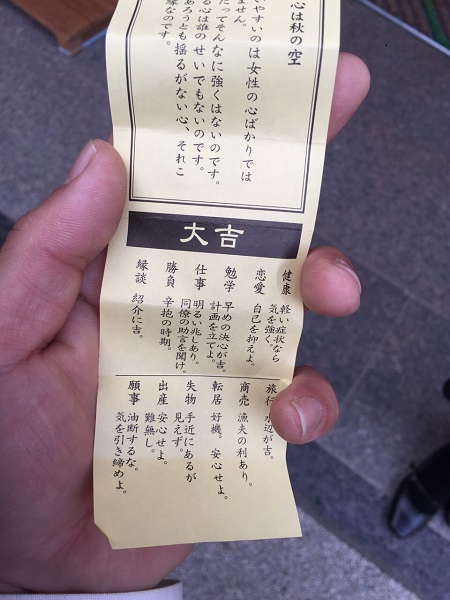 心は秋の空
いやすいのは女性の心ばかりでは
ません。
だってそんなに強くはないのです。
る心は誰のせいでもないのです。
あろうとも揺るがない心、それこ
縁なのです。
大吉
健康 軽い症状なら
気を強く。
恋愛 自己を抑えよ。
勉学 早めの決心が吉。
計画を立てよ。
仕事 明るい兆しあり。
同僚の助言を聞け。
勝負 辛抱の時期。
縁談 紹介に吉。
旅行 水辺が吉。
商売 漁夫の利あり。
転居 好機。安心せよ。
失物 手近にあるが
見えず。
出産 安心せよ。
難無し。
願事 油断するな。
気を引き締めよ。